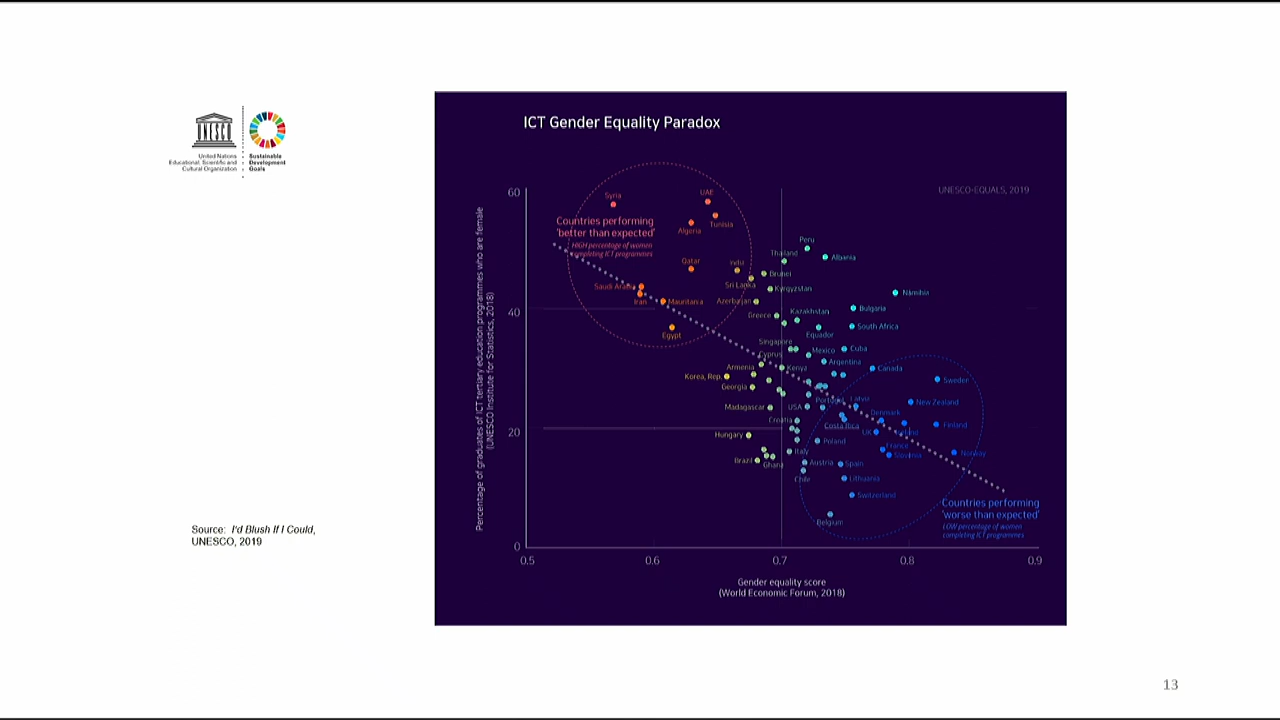 UNESCO
United Nations
Educational, Scientific and
Cultural Organization
Sustainable
Development
Goals
ICT Gender Equality Paradox
UNESCO-EQUALS, 2019
Percentage of graduates of ICT tertiary education programmes who are female
(UNESCO Institute for Statistics, 2018)
60
40
20
0
0.5
0.6
0.7
0.8
0.9
Gender equality score
(World Economic Forum, 2018)
Countries performing
'better than expected'
HIGH percentage of women
completing ICT programmes
Syria
UAE
Tunisia
Algeria
Qatar
Saudi Arabia
Iran
Mauritania
Egypt
Peru
Thailand
Albania
Brunei
Sri Lanka
Kyrgyzstan
Azerbaijan
Namibia
Greece
Kazakhstan
Bulgaria
Equador
South Africa
Singapore
Mexico
Cuba
Cyprus
Argentina
Armenia
Kenya
Canada
Korea, Rep.
Georgia
Sweden
Madagascar
USA
Portugal
Latvia
New Zealand
Denmark
Croatia
Costa Rica
UK
Finland
Hungary
Poland
France
Italy
Slovenia
Norway
Brazil
Ghana
Austria
Spain
Chile
Lithuania
Switzerland
Belgium
Countries performing
'worse than expected'
LOW percentage of women
completing ICT programmes
Source: I'd Blush If I Could,
UNESCO, 2019
13